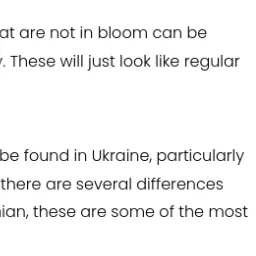 at are not in bloom can be
. These will just look like regular
be found in Ukraine, particularly
there are several differences
ian, these are some of the most